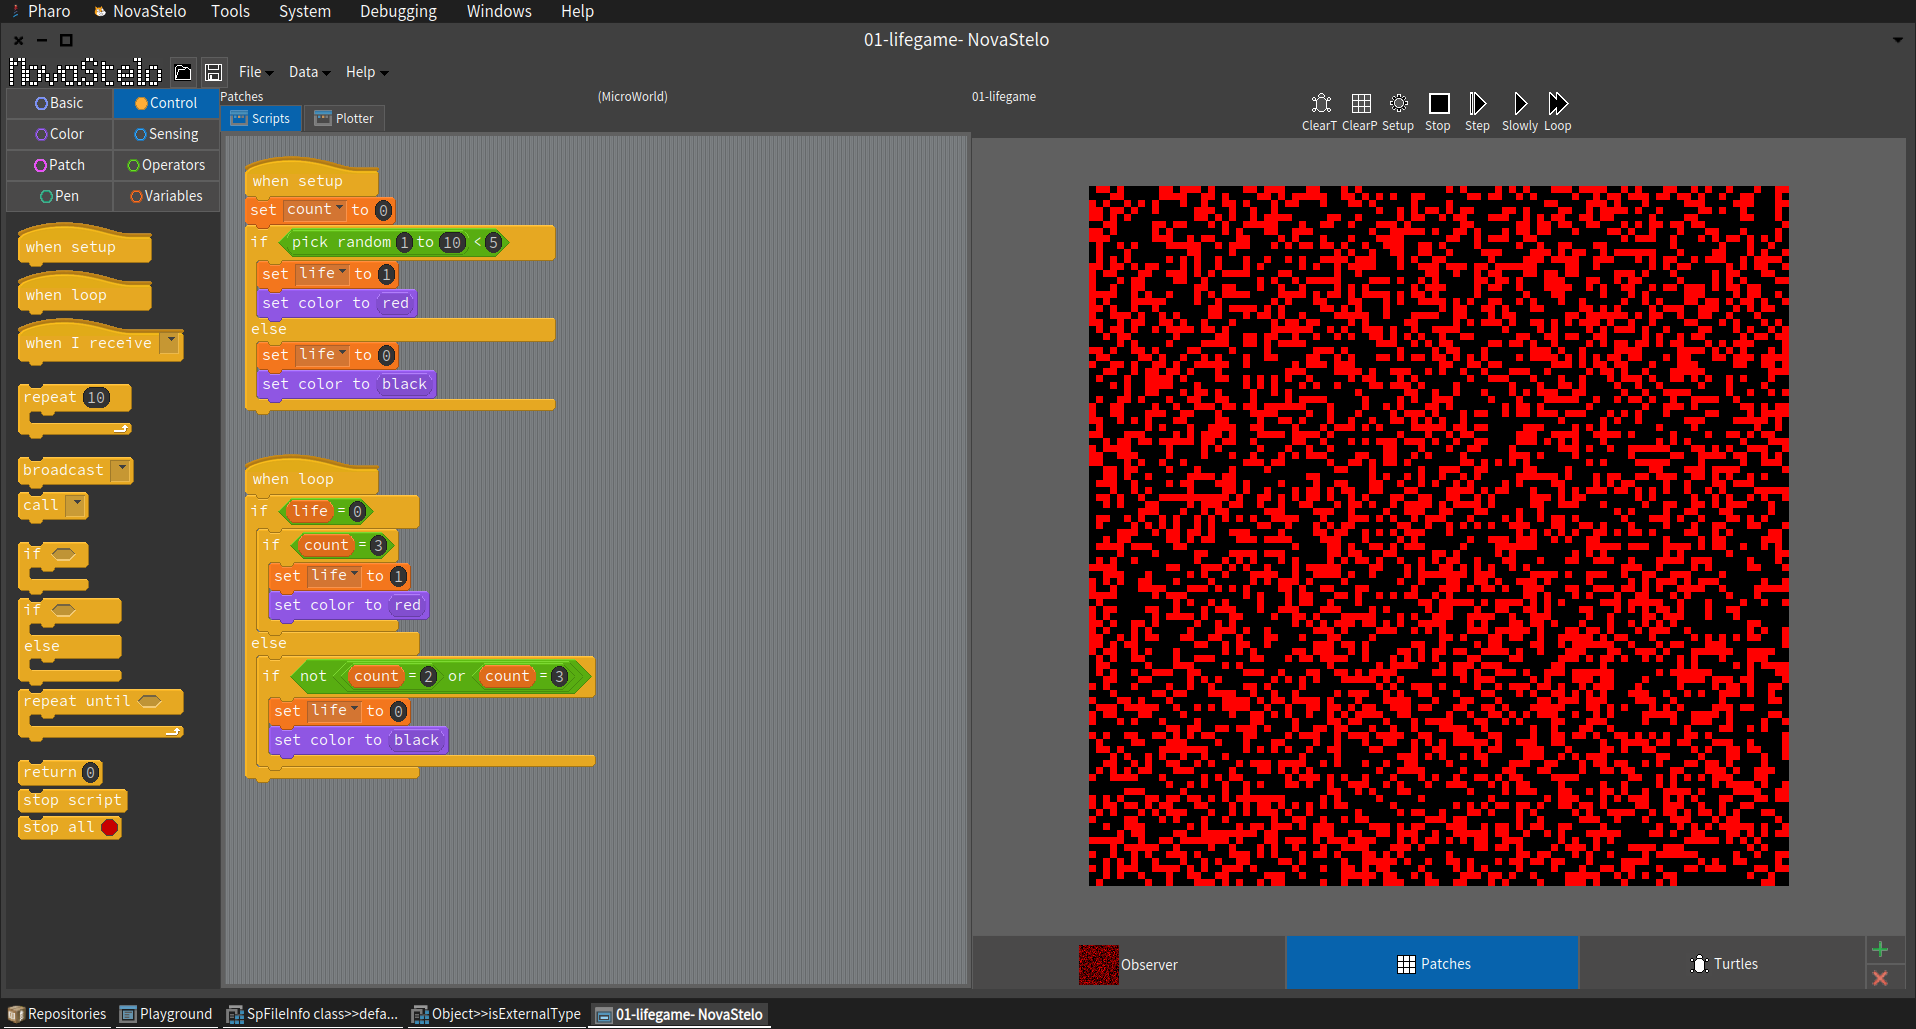 Pharo NovaStelo Tools System Debugging Windows Help
01-lifegame- NovaStelo
NovaStelo File Data Help
Patches (MicroWorld) 01-lifegame
Scripts Plotter
ClearT ClearP Setup Stop Step Slowly Loop
Basic Control
Color Sensing
Patch Operators
Pen Variables
when setup
when loop
when I receive
repeat 10
broadcast
call
if
if
else
repeat until
return 0
stop script
stop all
when setup
set count to 0
if pick random 1 to 10 < 5
set life to 1
set color to red
else
set life to 0
set color to black
when loop
if life = 0
if count = 3
set life to 1
set color to red
else
if not count = 2 or count = 3
set life to 0
set color to black
Observer Patches Turtles
Repositories Playground SpFileInfo class>>defa... Object>>isExternalType 01-lifegame- NovaStelo